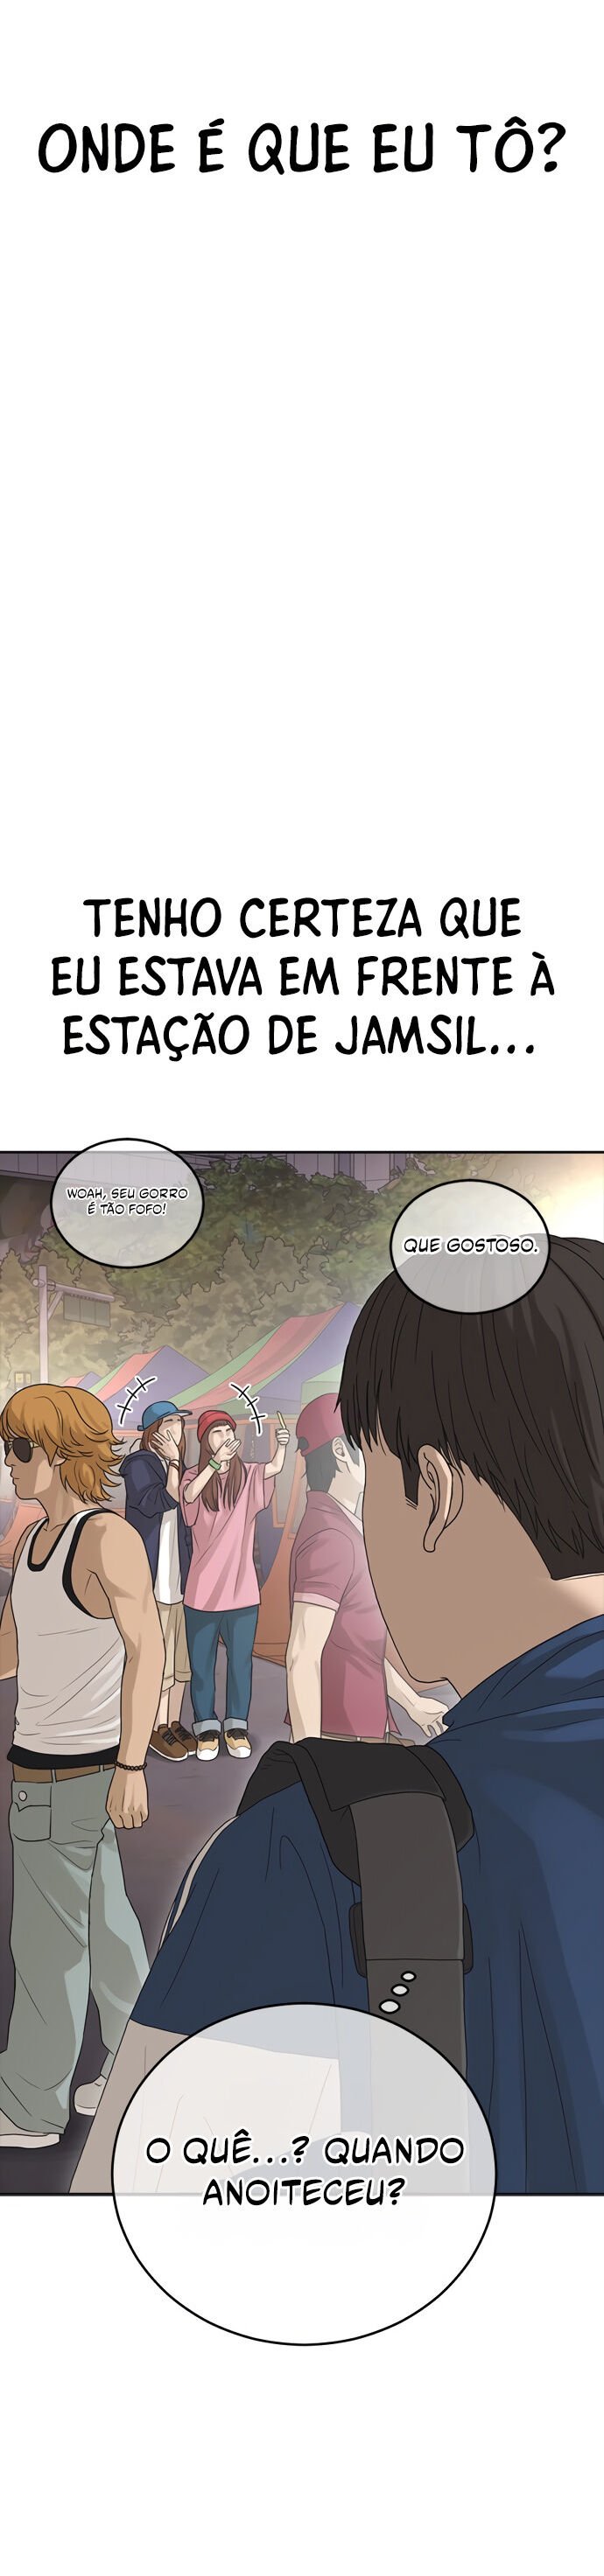 ONDE É QUE EU TÔ?
TENHO CERTEZA QUE
EU ESTAVA EM FRENTE À
ESTAÇÃO DE JAMSIL...
WOAH, SEU GORRO
É TÃO FOFO!
QUE GOSTOSO.
O QUÊ...? QUANDO
ANOITECEU?